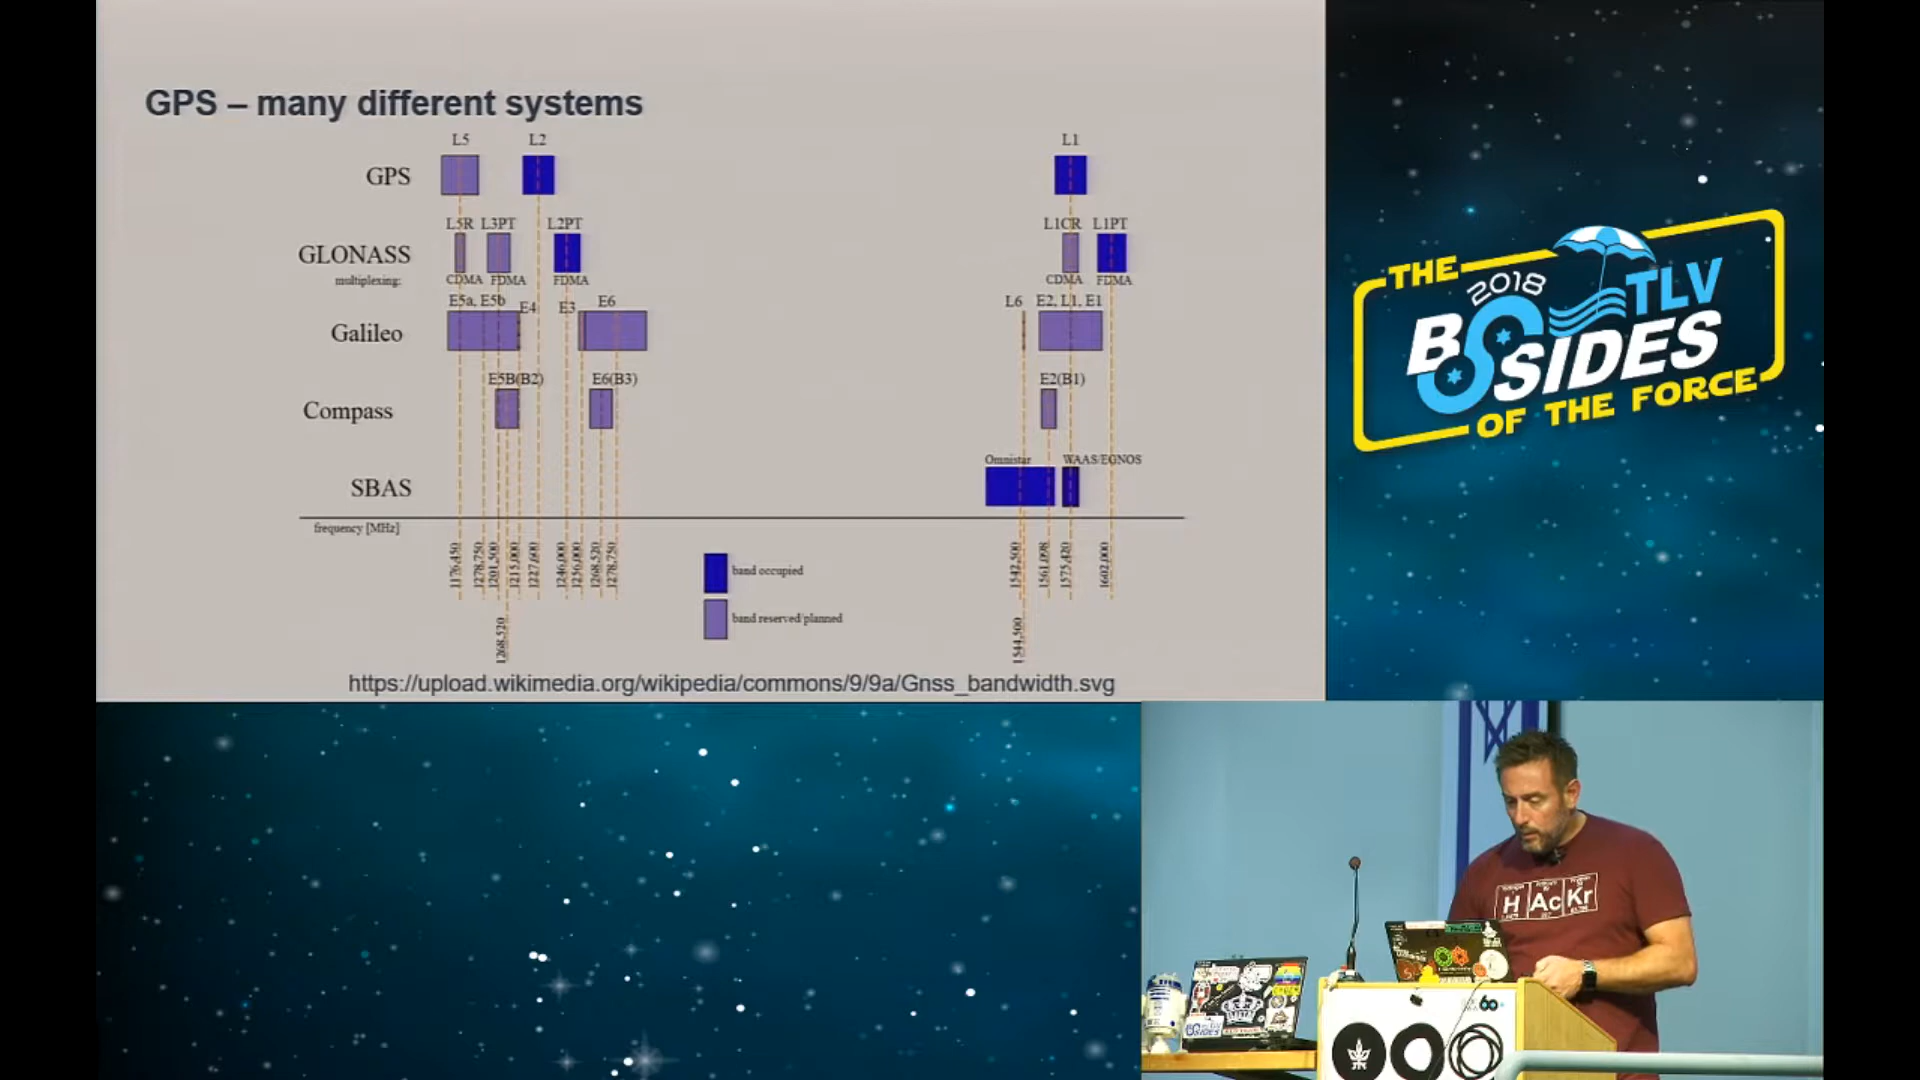 GPS – many different systems
L5 L2 L1
GPS
L5R L3PT L2PT L1CR L1PT
GLONASS
multiplexing: CDMA FDMA FDMA CDMA FDMA
E5a, E5b E4 E3 E6 L6 E2, L1, E1
Galileo
E5B(B2) E6(B3) E2(B1)
Compass
Omnistar WAAS/EGNOS
SBAS
frequency [MHz]
1176,450 1278,750 1201,500 1215,000 1227,600 1246,000 1256,000 1268,520 1278,750 1542,500 1561,098 1575,420 1602,000
1268,520 1544,500
band occupied
band reserved/planned
https://upload.wikimedia.org/wikipedia/commons/9/9a/Gnss_bandwidth.svg
THE
2018
BSIDES
TLV
OF THE FORCE
H Ac Kr
BSIDES
60